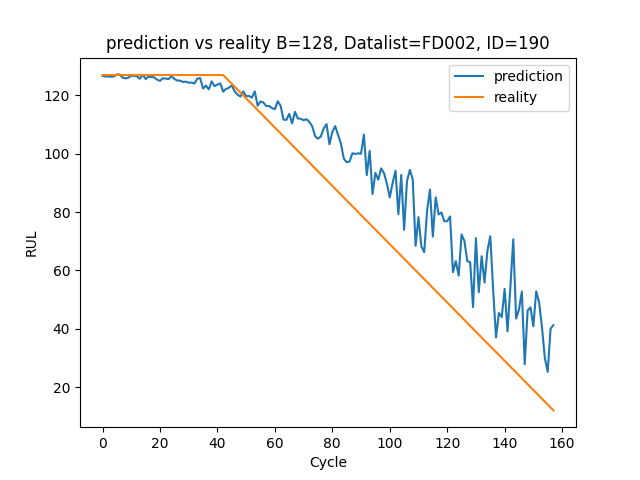 prediction vs reality B=128, Datalist=FD002, ID=190
prediction
reality
120
100
80
60
40
20
RUL
0 20 40 60 80 100 120 140 160
Cycle